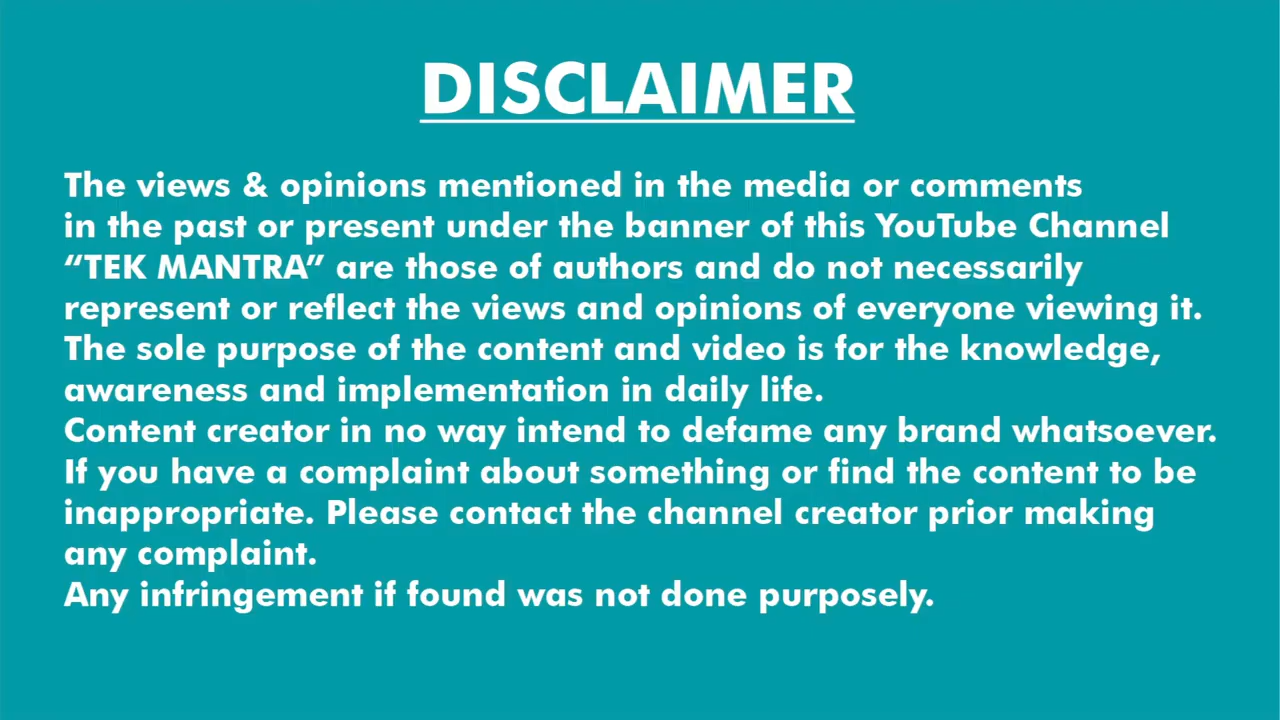 DISCLAIMER
The views & opinions mentioned in the media or comments
in the past or present under the banner of this YouTube Channel
“TEK MANTRA” are those of authors and do not necessarily
represent or reflect the views and opinions of everyone viewing it.
The sole purpose of the content and video is for the knowledge,
awareness and implementation in daily life.
Content creator in no way intend to defame any brand whatsoever.
If you have a complaint about something or find the content to be
inappropriate. Please contact the channel creator prior making
any complaint.
Any infringement if found was not done purposely.